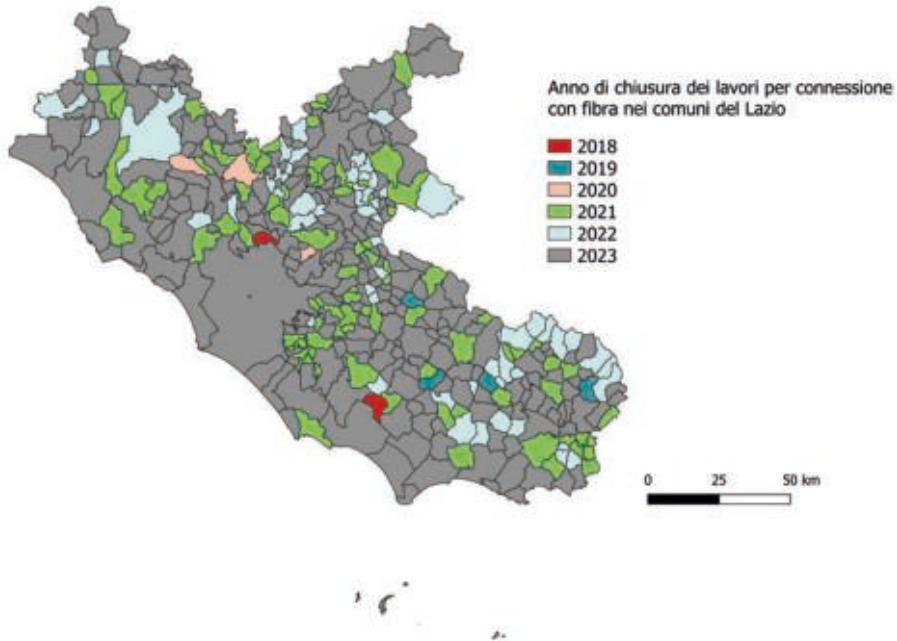 Anno di chiusura dei lavori per connessione
con fibra nei comuni del Lazio
2018
2019
2020
2021
2022
2023
0 25 50 km